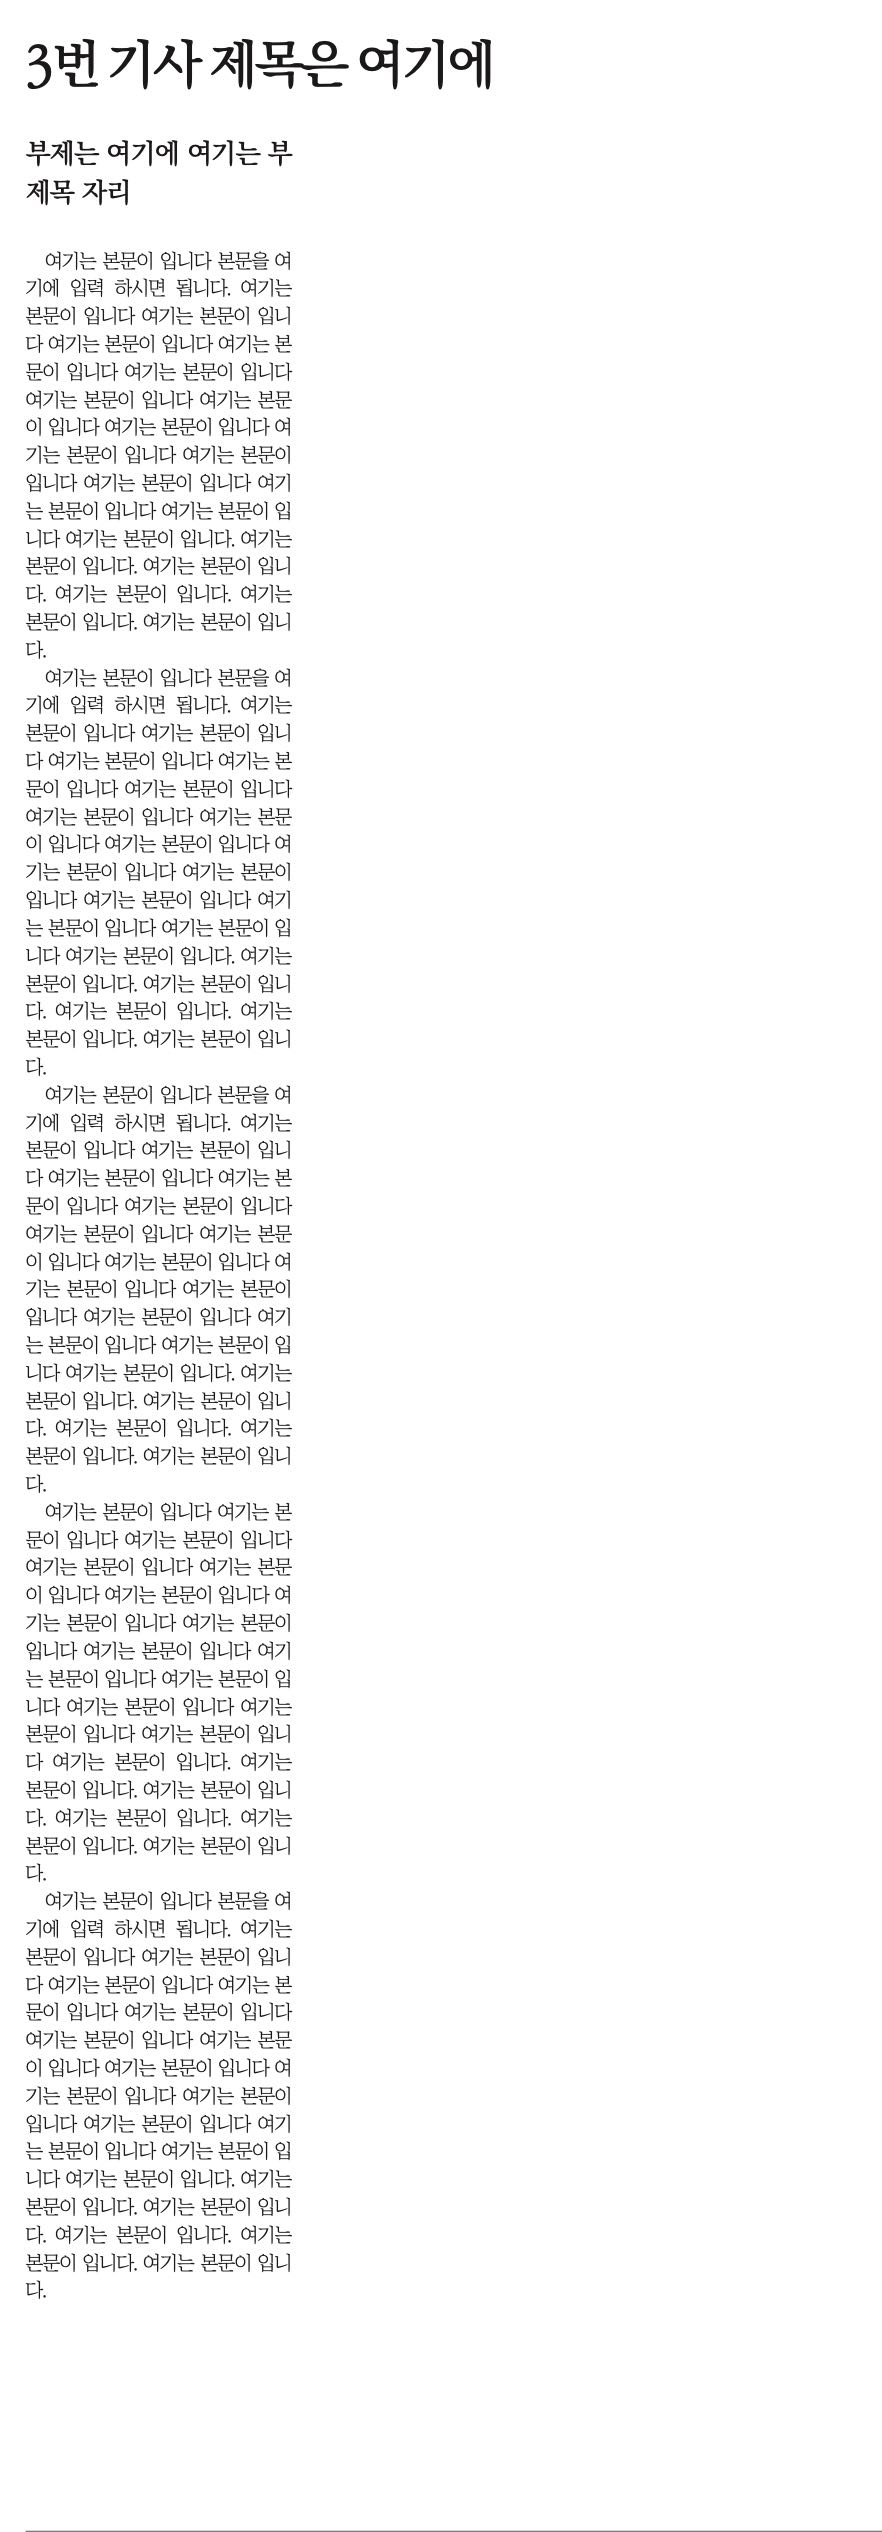 3번 기사 제목은 여기에
부제는 여기에 여기는 부
제목 자리
여기는 본문이 입니다 본문을 여
기에 입력 하시면 됩니다. 여기는
본문이 입니다 여기는 본문이 입니
다 여기는 본문이 입니다 여기는 본
문이 입니다 여기는 본문이 입니다
여기는 본문이 입니다 여기는 본문
이 입니다 여기는 본문이 입니다 여
기는 본문이 입니다 여기는 본문이
입니다 여기는 본문이 입니다 여기
는 본문이 입니다 여기는 본문이 입
니다 여기는 본문이 입니다. 여기는
본문이 입니다. 여기는 본문이 입니
다. 여기는 본문이 입니다. 여기는
본문이 입니다. 여기는 본문이 입니
다.
여기는 본문이 입니다 본문을 여
기에 입력 하시면 됩니다. 여기는
본문이 입니다 여기는 본문이 입니
다 여기는 본문이 입니다 여기는 본
문이 입니다 여기는 본문이 입니다
여기는 본문이 입니다 여기는 본문
이 입니다 여기는 본문이 입니다 여
기는 본문이 입니다 여기는 본문이
입니다 여기는 본문이 입니다 여기
는 본문이 입니다 여기는 본문이 입
니다 여기는 본문이 입니다. 여기는
본문이 입니다. 여기는 본문이 입니
다. 여기는 본문이 입니다. 여기는
본문이 입니다. 여기는 본문이 입니
다.
여기는 본문이 입니다 본문을 여
기에 입력 하시면 됩니다. 여기는
본문이 입니다 여기는 본문이 입니
다 여기는 본문이 입니다 여기는 본
문이 입니다 여기는 본문이 입니다
여기는 본문이 입니다 여기는 본문
이 입니다 여기는 본문이 입니다 여
기는 본문이 입니다 여기는 본문이
입니다 여기는 본문이 입니다 여기
는 본문이 입니다 여기는 본문이 입
니다 여기는 본문이 입니다. 여기는
본문이 입니다. 여기는 본문이 입니
다. 여기는 본문이 입니다. 여기는
본문이 입니다. 여기는 본문이 입니
다.
여기는 본문이 입니다 여기는 본
문이 입니다 여기는 본문이 입니다
여기는 본문이 입니다 여기는 본문
이 입니다 여기는 본문이 입니다 여
기는 본문이 입니다 여기는 본문이
입니다 여기는 본문이 입니다 여기
는 본문이 입니다 여기는 본문이 입
니다 여기는 본문이 입니다 여기는
본문이 입니다 여기는 본문이 입니
다 여기는 본문이 입니다. 여기는
본문이 입니다. 여기는 본문이 입니
다. 여기는 본문이 입니다. 여기는
본문이 입니다. 여기는 본문이 입니
다.
여기는 본문이 입니다 본문을 여
기에 입력 하시면 됩니다. 여기는
본문이 입니다 여기는 본문이 입니
다 여기는 본문이 입니다 여기는 본
문이 입니다 여기는 본문이 입니다
여기는 본문이 입니다 여기는 본문
이 입니다 여기는 본문이 입니다 여
기는 본문이 입니다 여기는 본문이
입니다 여기는 본문이 입니다 여기
는 본문이 입니다 여기는 본문이 입
니다 여기는 본문이 입니다. 여기는
본문이 입니다. 여기는 본문이 입니
다. 여기는 본문이 입니다. 여기는
본문이 입니다. 여기는 본문이 입니
다.